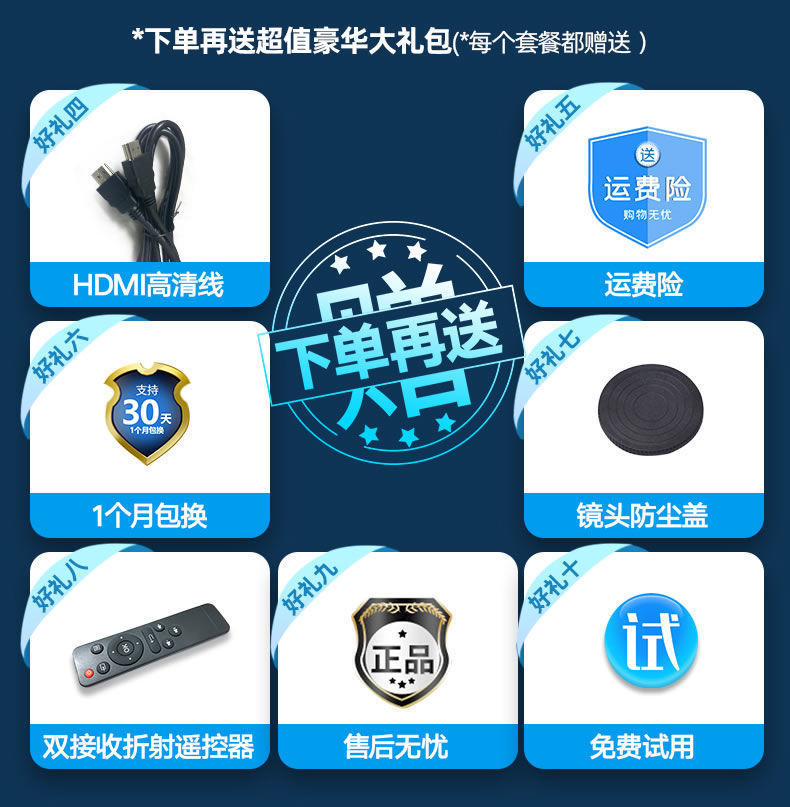 *下单再送超值豪华大礼包(*每个套餐都赠送）
好礼四
HDMI高清线
好礼五
送
运费险
购物无忧
运费险
赠
下单再送
好礼六
支持
30天
1个月包换
1个月包换
好礼七
镜头防尘盖
好礼八
双接收折射遥控器
好礼九
正品
售后无忧
好礼十
试
免费试用